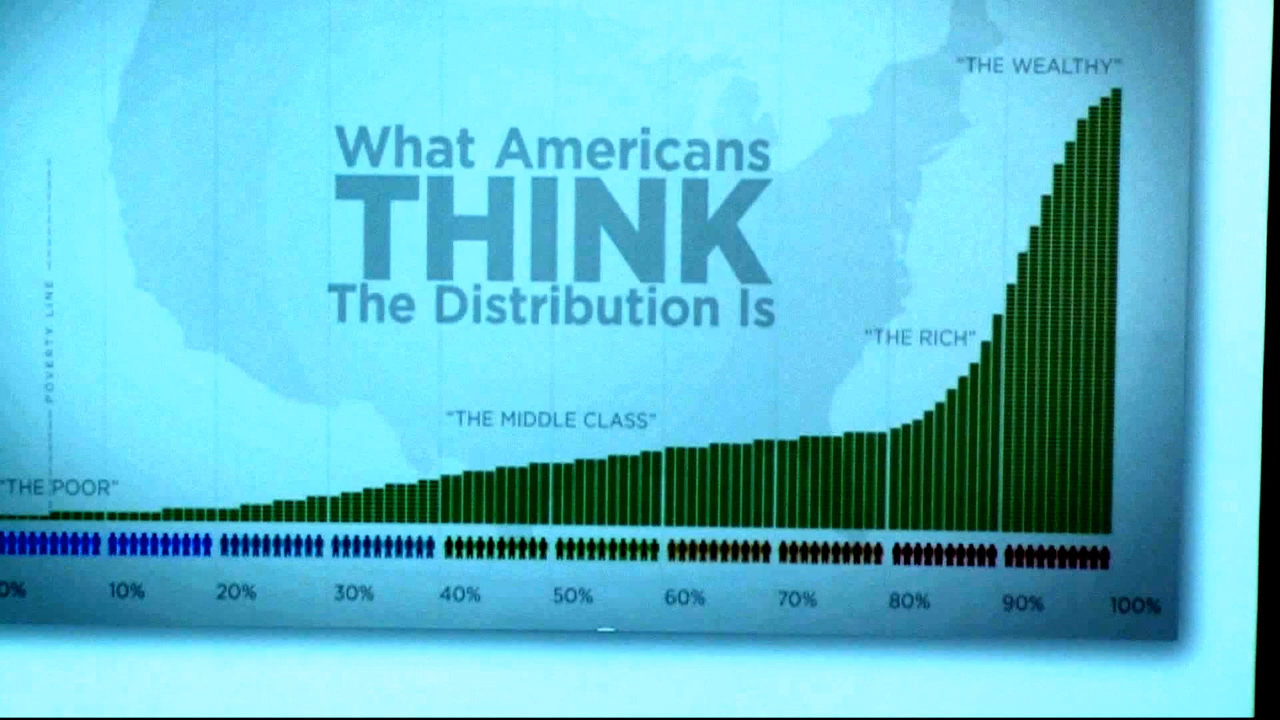 "THE WEALTHY"
What Americans
THINK
The Distribution Is
POVERTY LINE
"THE RICH"
"THE MIDDLE CLASS"
"THE POOR"
0% 10% 20% 30% 40% 50% 60% 70% 80% 90% 100%